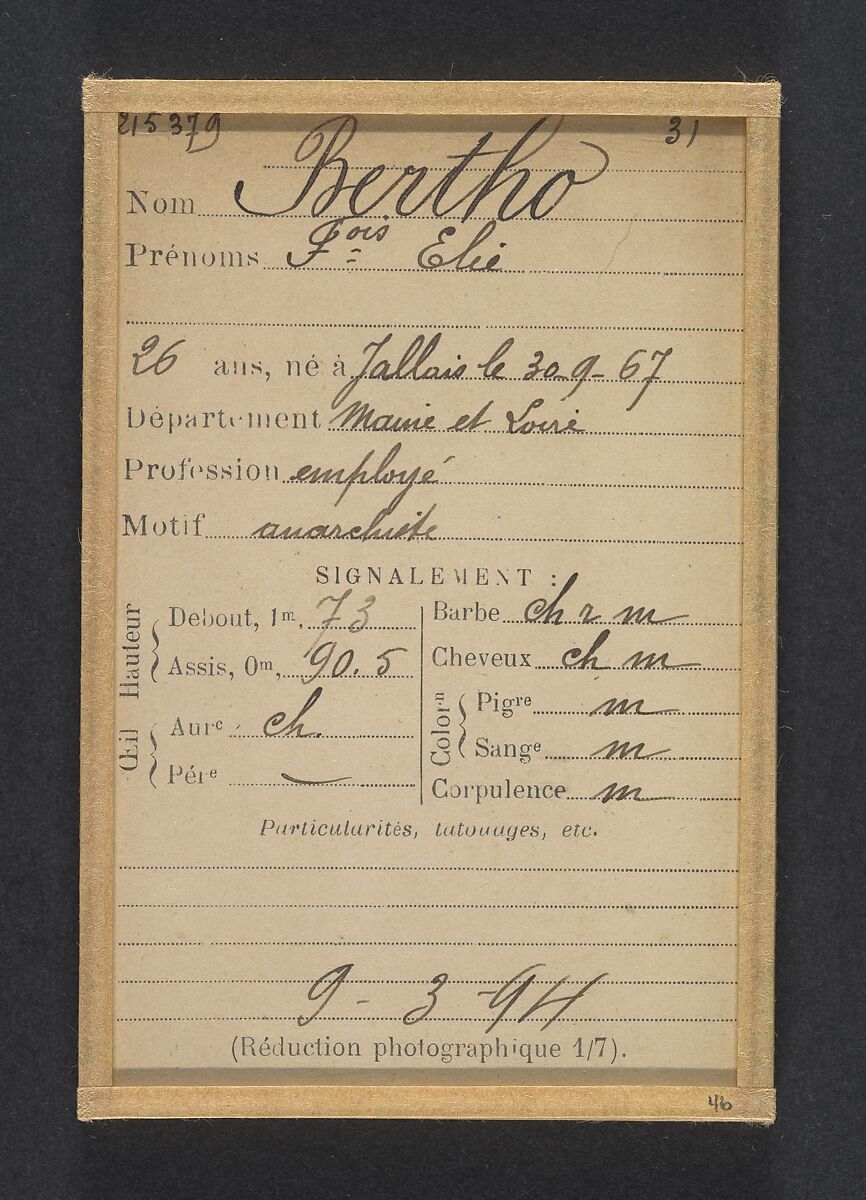 215379 31
Nom Bertho
Prénoms Fois Elie
26 ans, né à Jallais le 30-9-67
Département Maine et Loire
Profession employé
Motif anarchiste
SIGNALEMENT :
Hauteur
Debout, 1m, 73
Assis, 0m, 90.5
Œil
Aure ch.
Pére —
Barbe ch r m
Cheveux ch m
Colorn
Pigre m
Sange m
Corpulence m
Particularités, tatouages, etc.
9-3-94
(Réduction photographique 1/7).
46